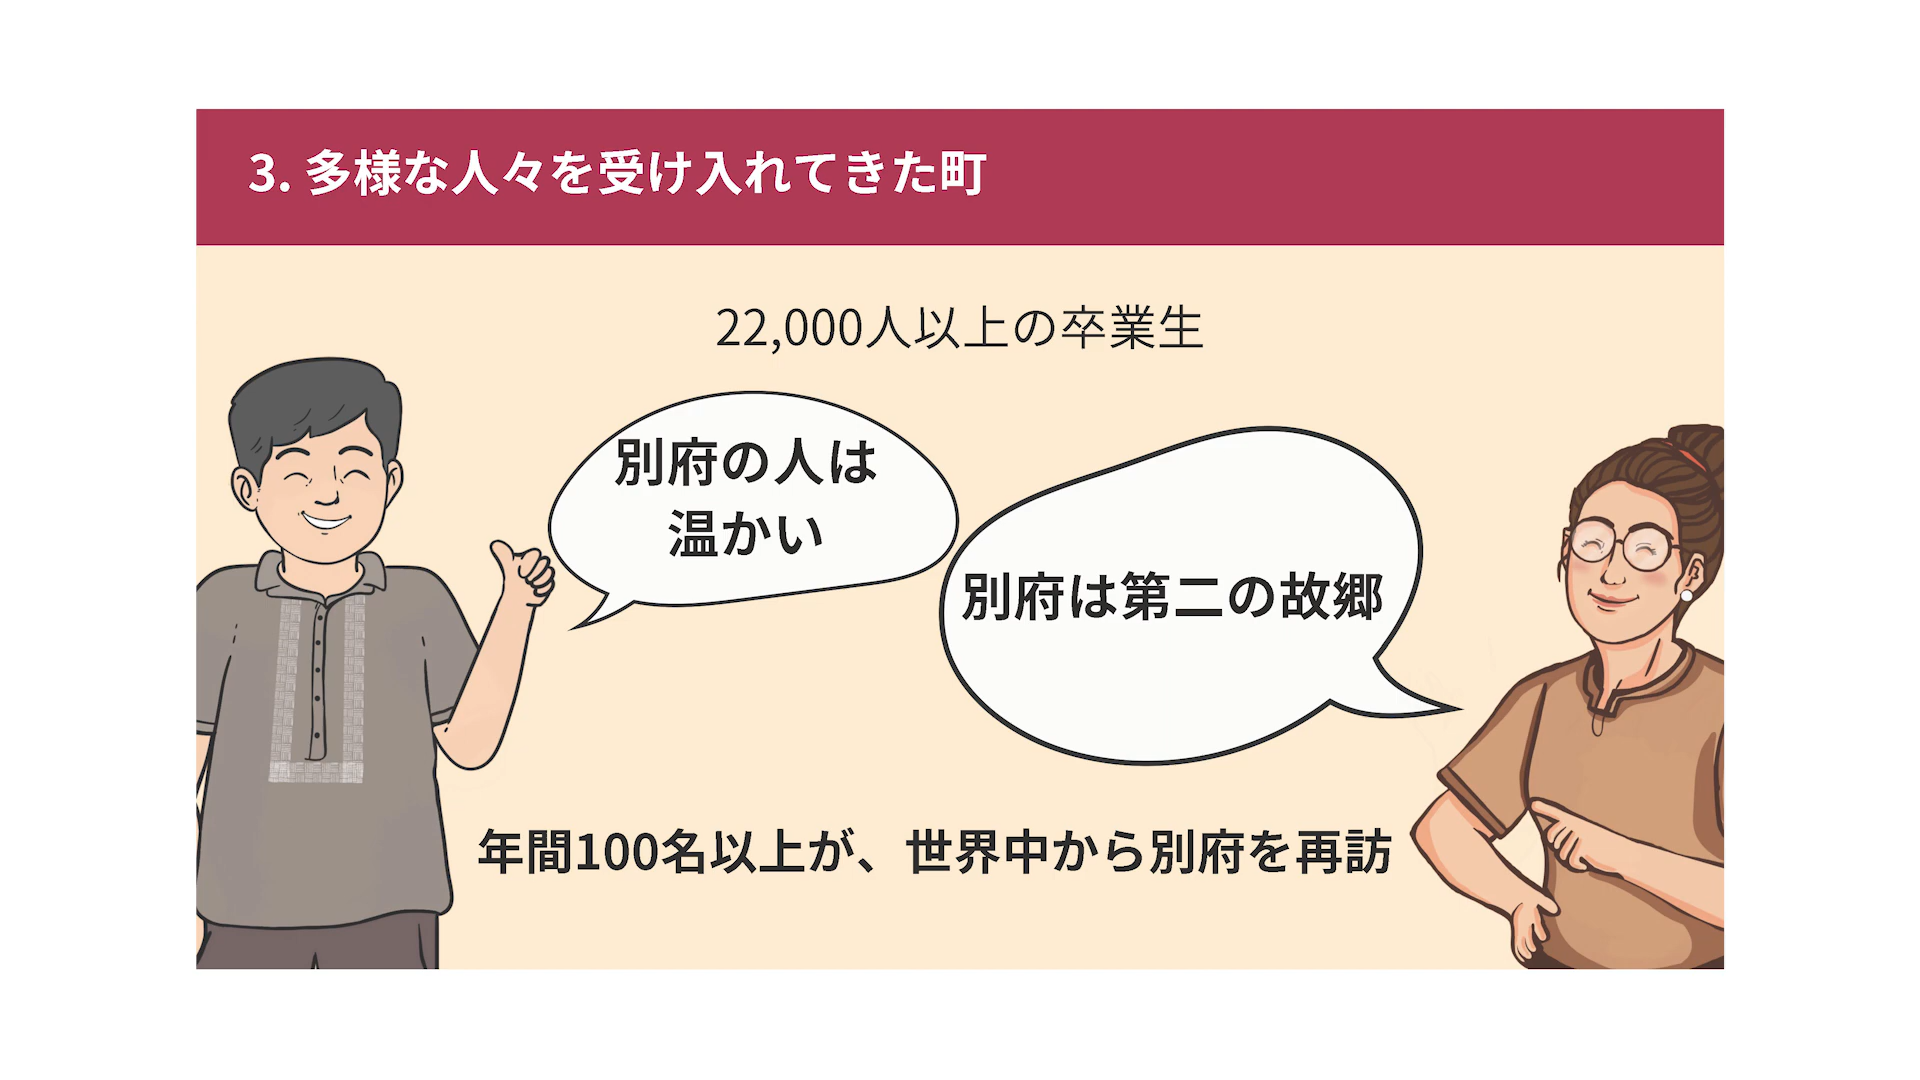 3. 多様な人々を受け入れてきた町
22,000人以上の卒業生
別府の人は
温かい
別府は第二の故郷
年間100名以上が、世界中から別府を再訪